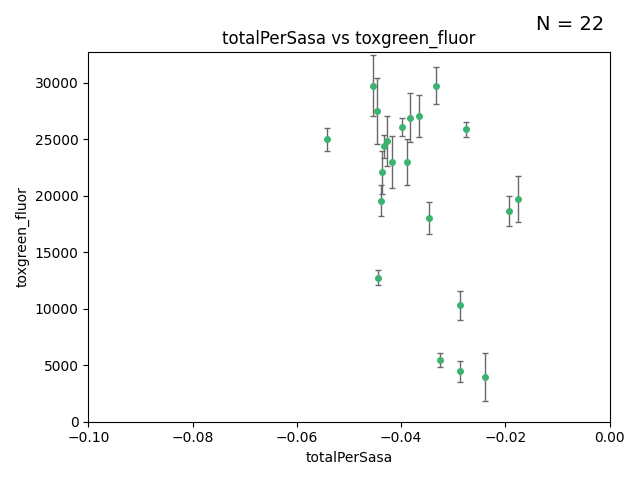 N = 22
totalPerSasa vs toxgreen_fluor
toxgreen_fluor
30000
25000
20000
15000
10000
5000
0
−0.10 −0.08 −0.06 −0.04 −0.02 0.00
totalPerSasa